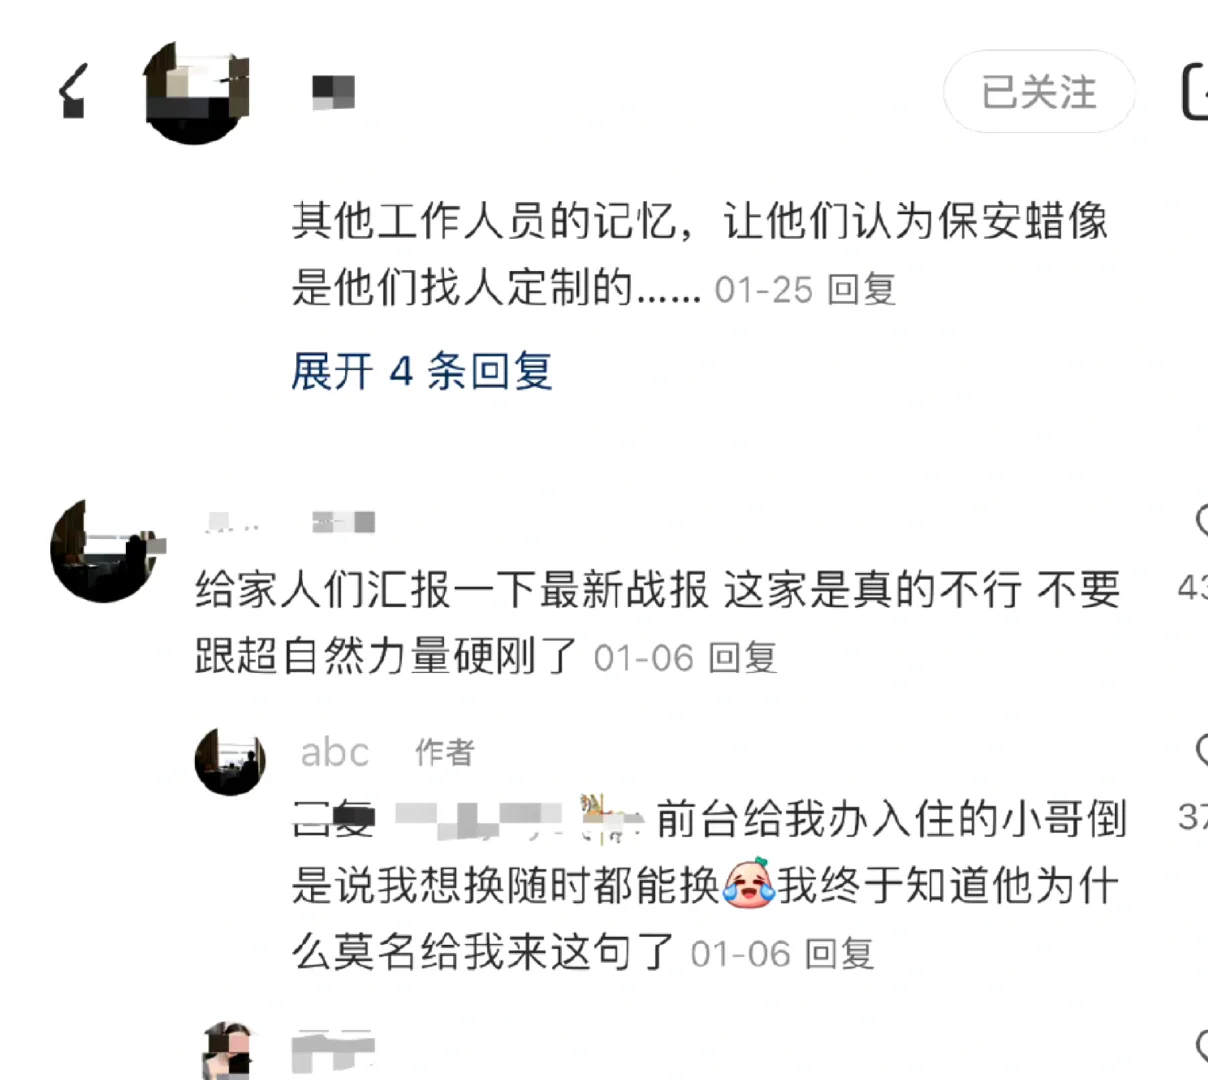 已关注
其他工作人员的记忆，让他们认为保安蜡像
是他们找人定制的…… 01-25 回复
展开 4 条回复
给家人们汇报一下最新战报 这家是真的不行 不要
跟超自然力量硬刚了 01-06 回复
abc 作者
回复 前台给我办入住的小哥倒
是说我想换随时都能换😂我终于知道他为什
么莫名给我来这句了 01-06 回复